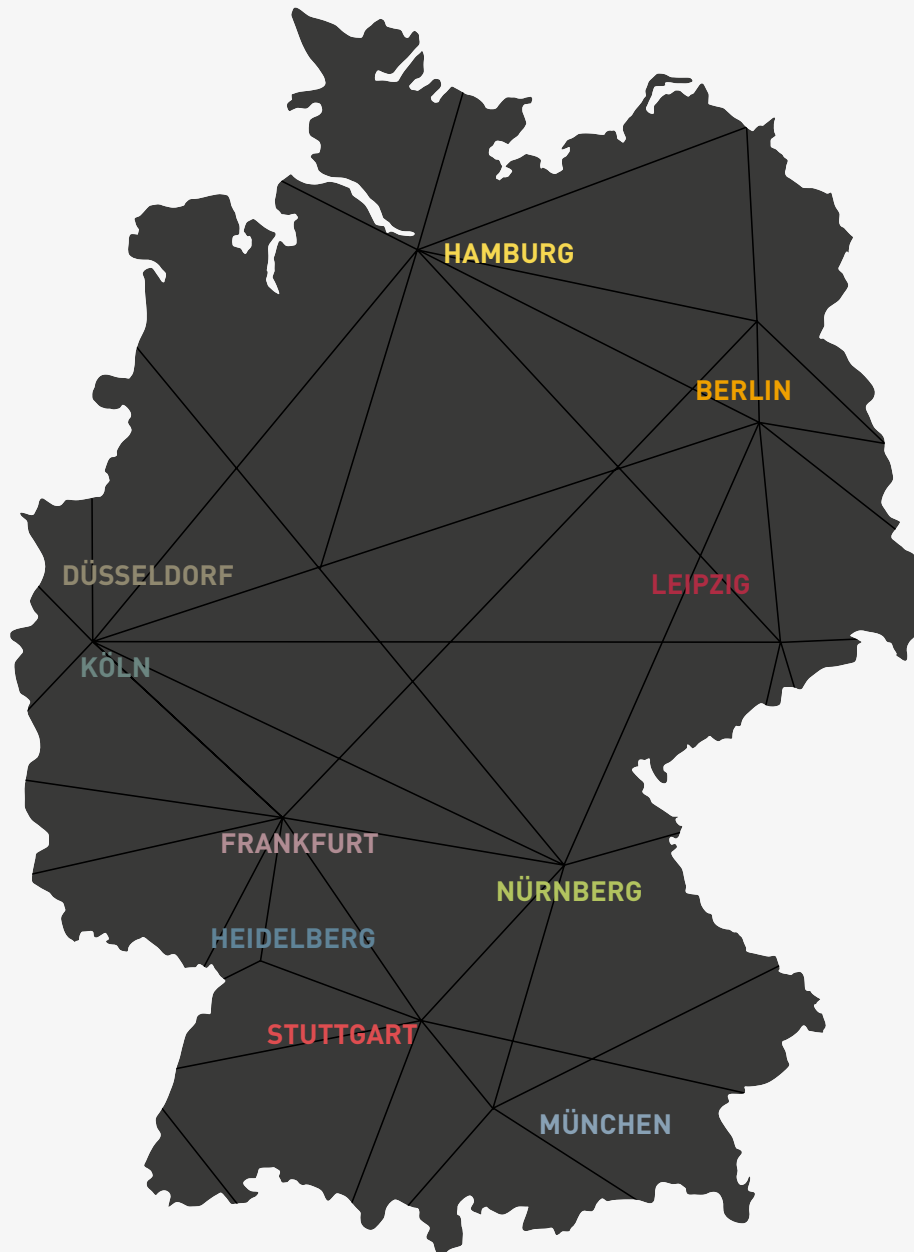 HAMBURG
BERLIN
DÜSSELDORF
LEIPZIG
KÖLN
FRANKFURT
NÜRNBERG
HEIDELBERG
STUTTGART
MÜNCHEN